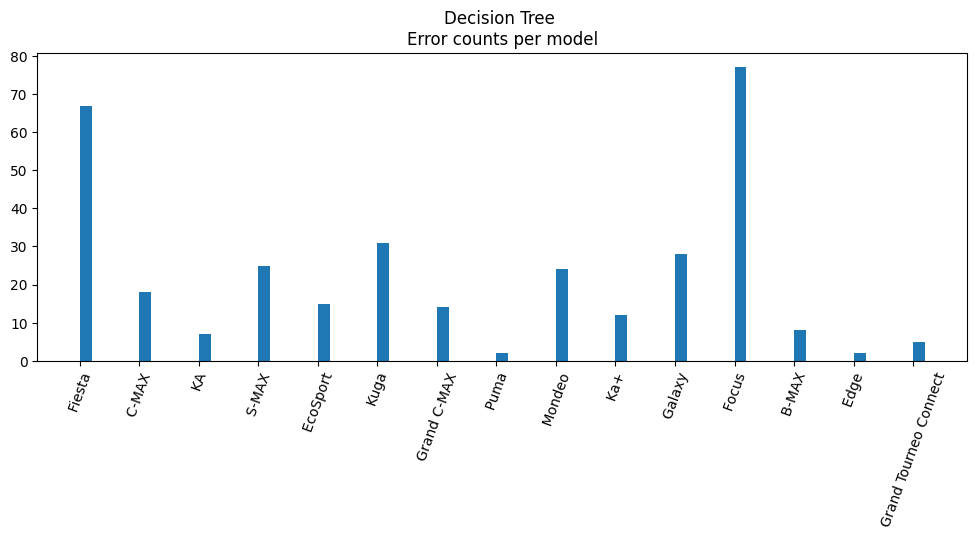 Decision Tree
Error counts per model
80
70
60
50
40
30
20
10
0
Fiesta
C-MAX
KA
S-MAX
EcoSport
Kuga
Grand C-MAX
Puma
Mondeo
Ka+
Galaxy
Focus
B-MAX
Edge
Grand Tourneo Connect